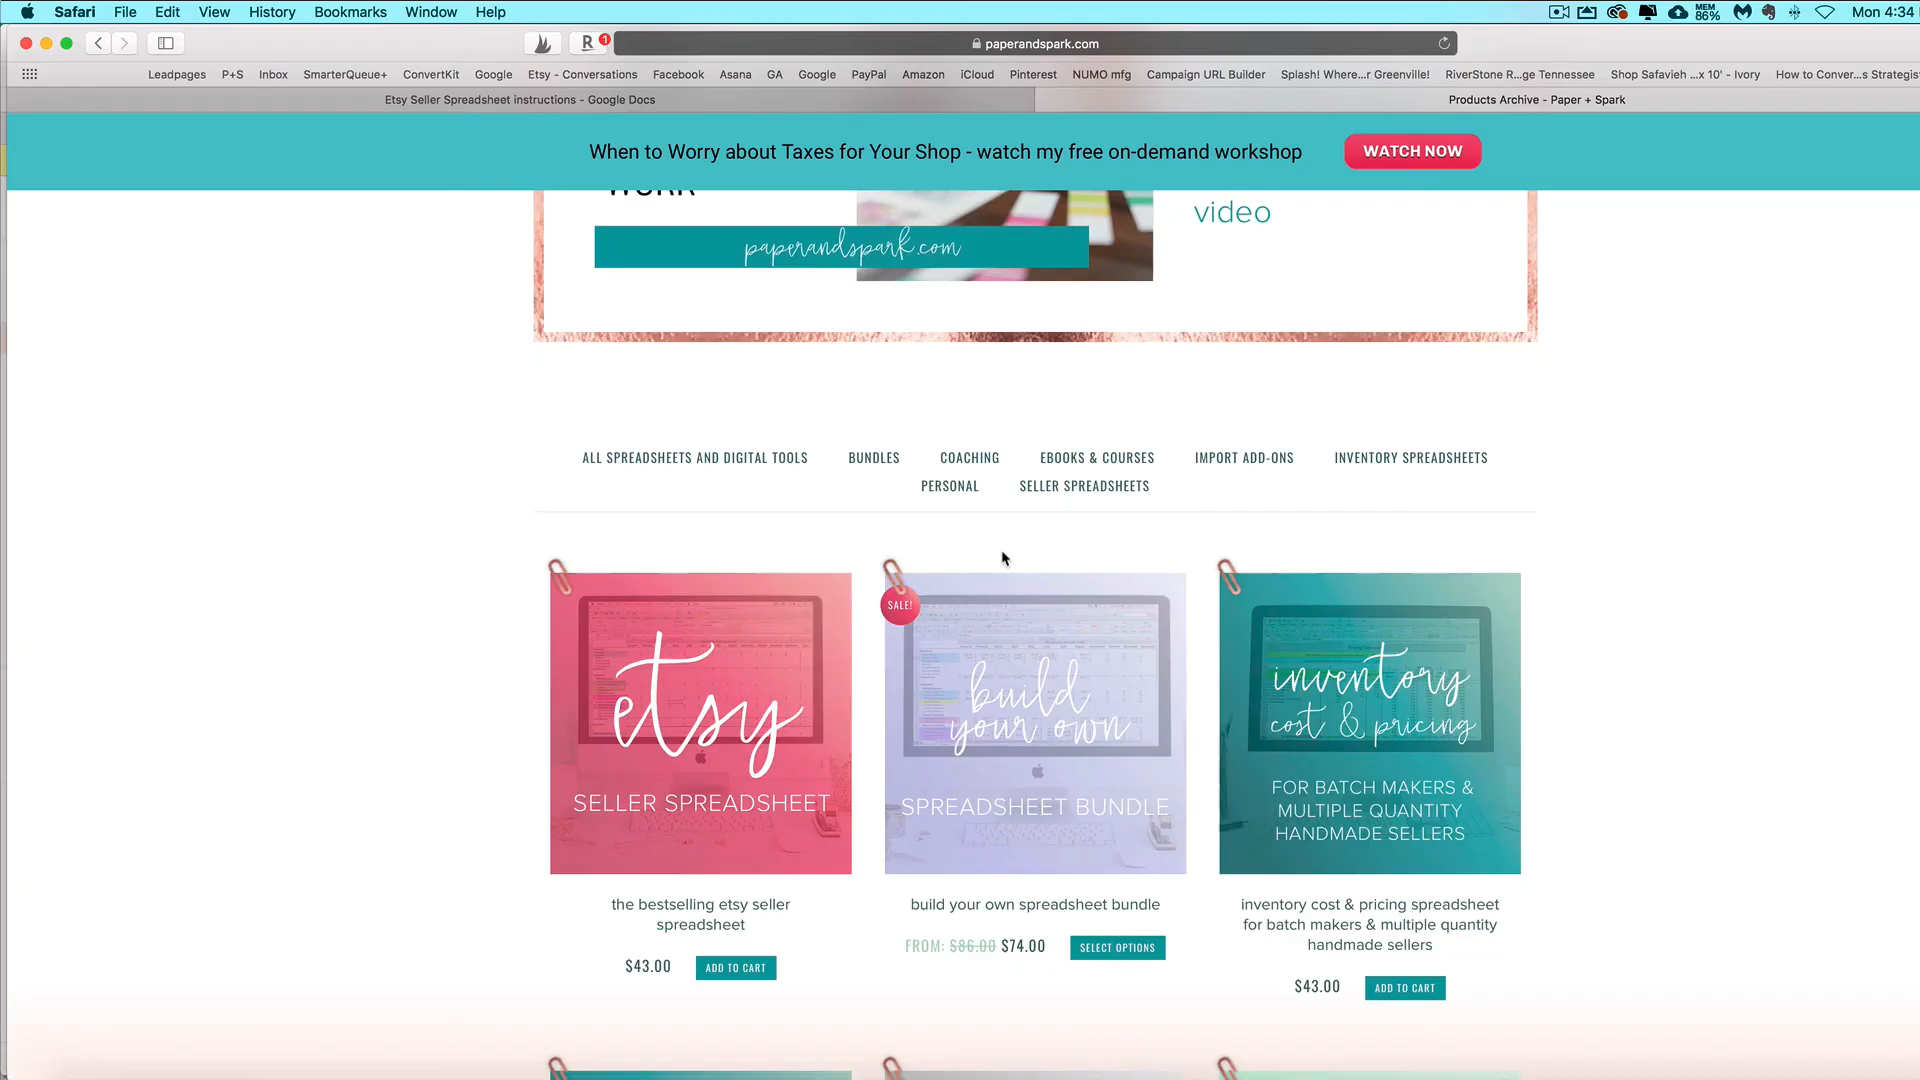 Safari File Edit View History Bookmarks Window Help
MEM
86%
Mon 4:34
R 1
paperandspark.com
Leadpages P+S Inbox SmarterQueue+ ConvertKit Google Etsy - Conversations Facebook Asana GA Google PayPal Amazon iCloud Pinterest NUMO mfg Campaign URL Builder Splash! Where...r Greenville! RiverStone R...ge Tennessee Shop Safavieh ...x 10' - Ivory How to Conver...s Strategist
Etsy Seller Spreadsheet instructions - Google Docs
Products Archive - Paper + Spark
When to Worry about Taxes for Your Shop - watch my free on-demand workshop
WATCH NOW
WORK
video
paperandspark.com
ALL SPREADSHEETS AND DIGITAL TOOLS BUNDLES COACHING EBOOKS & COURSES IMPORT ADD-ONS INVENTORY SPREADSHEETS
PERSONAL SELLER SPREADSHEETS
etsy
SELLER SPREADSHEET
SALE!
build
your own
SPREADSHEET BUNDLE
inventory
cost & pricing
FOR BATCH MAKERS &
MULTIPLE QUANTITY
HANDMADE SELLERS
the bestselling etsy seller
spreadsheet
$43.00 ADD TO CART
build your own spreadsheet bundle
FROM: $86.00 $74.00 SELECT OPTIONS
inventory cost & pricing spreadsheet
for batch makers & multiple quantity
handmade sellers
$43.00 ADD TO CART